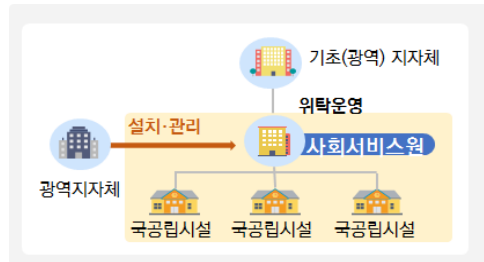 기초(광역) 지자체
위탁운영
설치·관리
사회서비스원
광역지자체
국공립시설 국공립시설 국공립시설